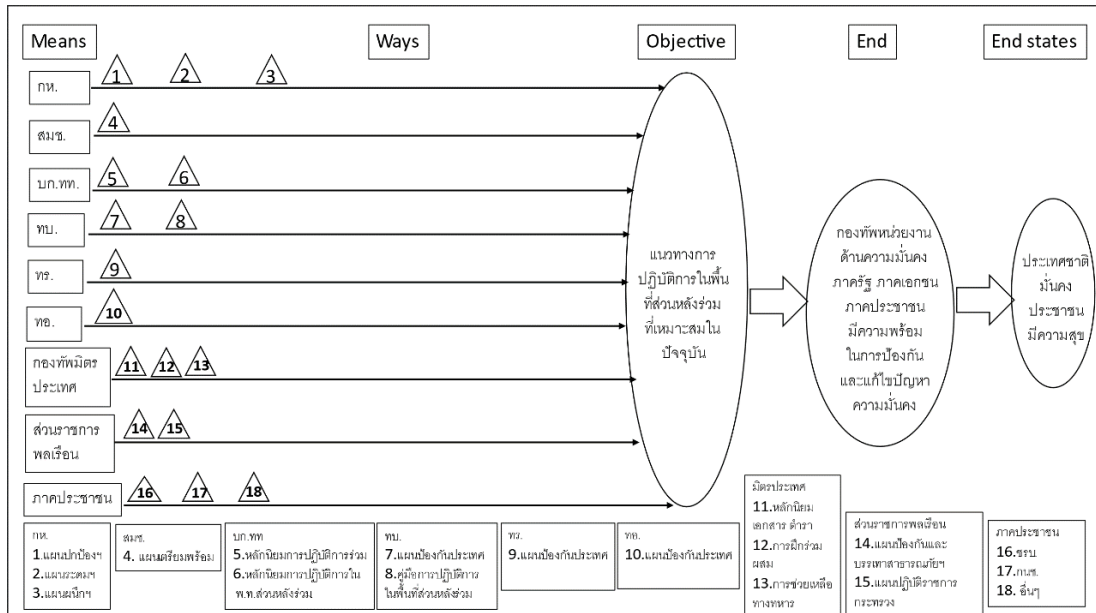 Means
Ways
Objective
End
End states
กห.
1
2
3
สมช.
4
บก.ทท.
5
6
ทบ.
7
8
ทร.
9
ทอ.
10
กองทัพมิตร
ประเทศ
11
12
13
ส่วนราชการ
พลเรือน
14
15
ภาคประชาชน
16
17
18
แนวทางการ
ปฏิบัติการในพื้น
ที่ส่วนหลังร่วม
ที่เหมาะสมใน
ปัจจุบัน
กองทัพหน่วยงาน
ด้านความมั่นคง
ภาครัฐ ภาคเอกชน
ภาคประชาชน
มีความพร้อม
ในการป้องกัน
และแก้ไขปัญหา
ความมั่นคง
ประเทศชาติ
มั่นคง
ประชาชน
มีความสุข
กห.
1.แผนปกป้องฯ
2.แผนระดมฯ
3.แผนผนึกฯ
สมช.
4. แผนตรียมพร้อม
บก.ทท
5.หลักนิยมการปฏิบัติการร่วม
6.หลักนิยมการปฏิบัติการใน
พ.ท.ส่วนหลังร่วม
ทบ.
7.แผนป้องกันประเทศ
8.คู่มือการปฏิบัติการ
ในพื้นที่ส่วนหลังร่วม
ทร.
9.แผนป้องกันประเทศ
ทอ.
10.แผนป้องกันประเทศ
มิตรประเทศ
11.หลักนิยม
เอกสาร ตำรา
12.การฝึกร่วม
ผสม
13.การช่วยเหลือ
ทางทหาร
ส่วนราชการพลเรือน
14.แผนป้องกันและ
บรรเทาสาธารณภัยฯ
15.แผนปฏิบัติราชการ
กระทรวง
ภาคประชาชน
16.ชรบ
17.กนช.
18. อื่นๆ